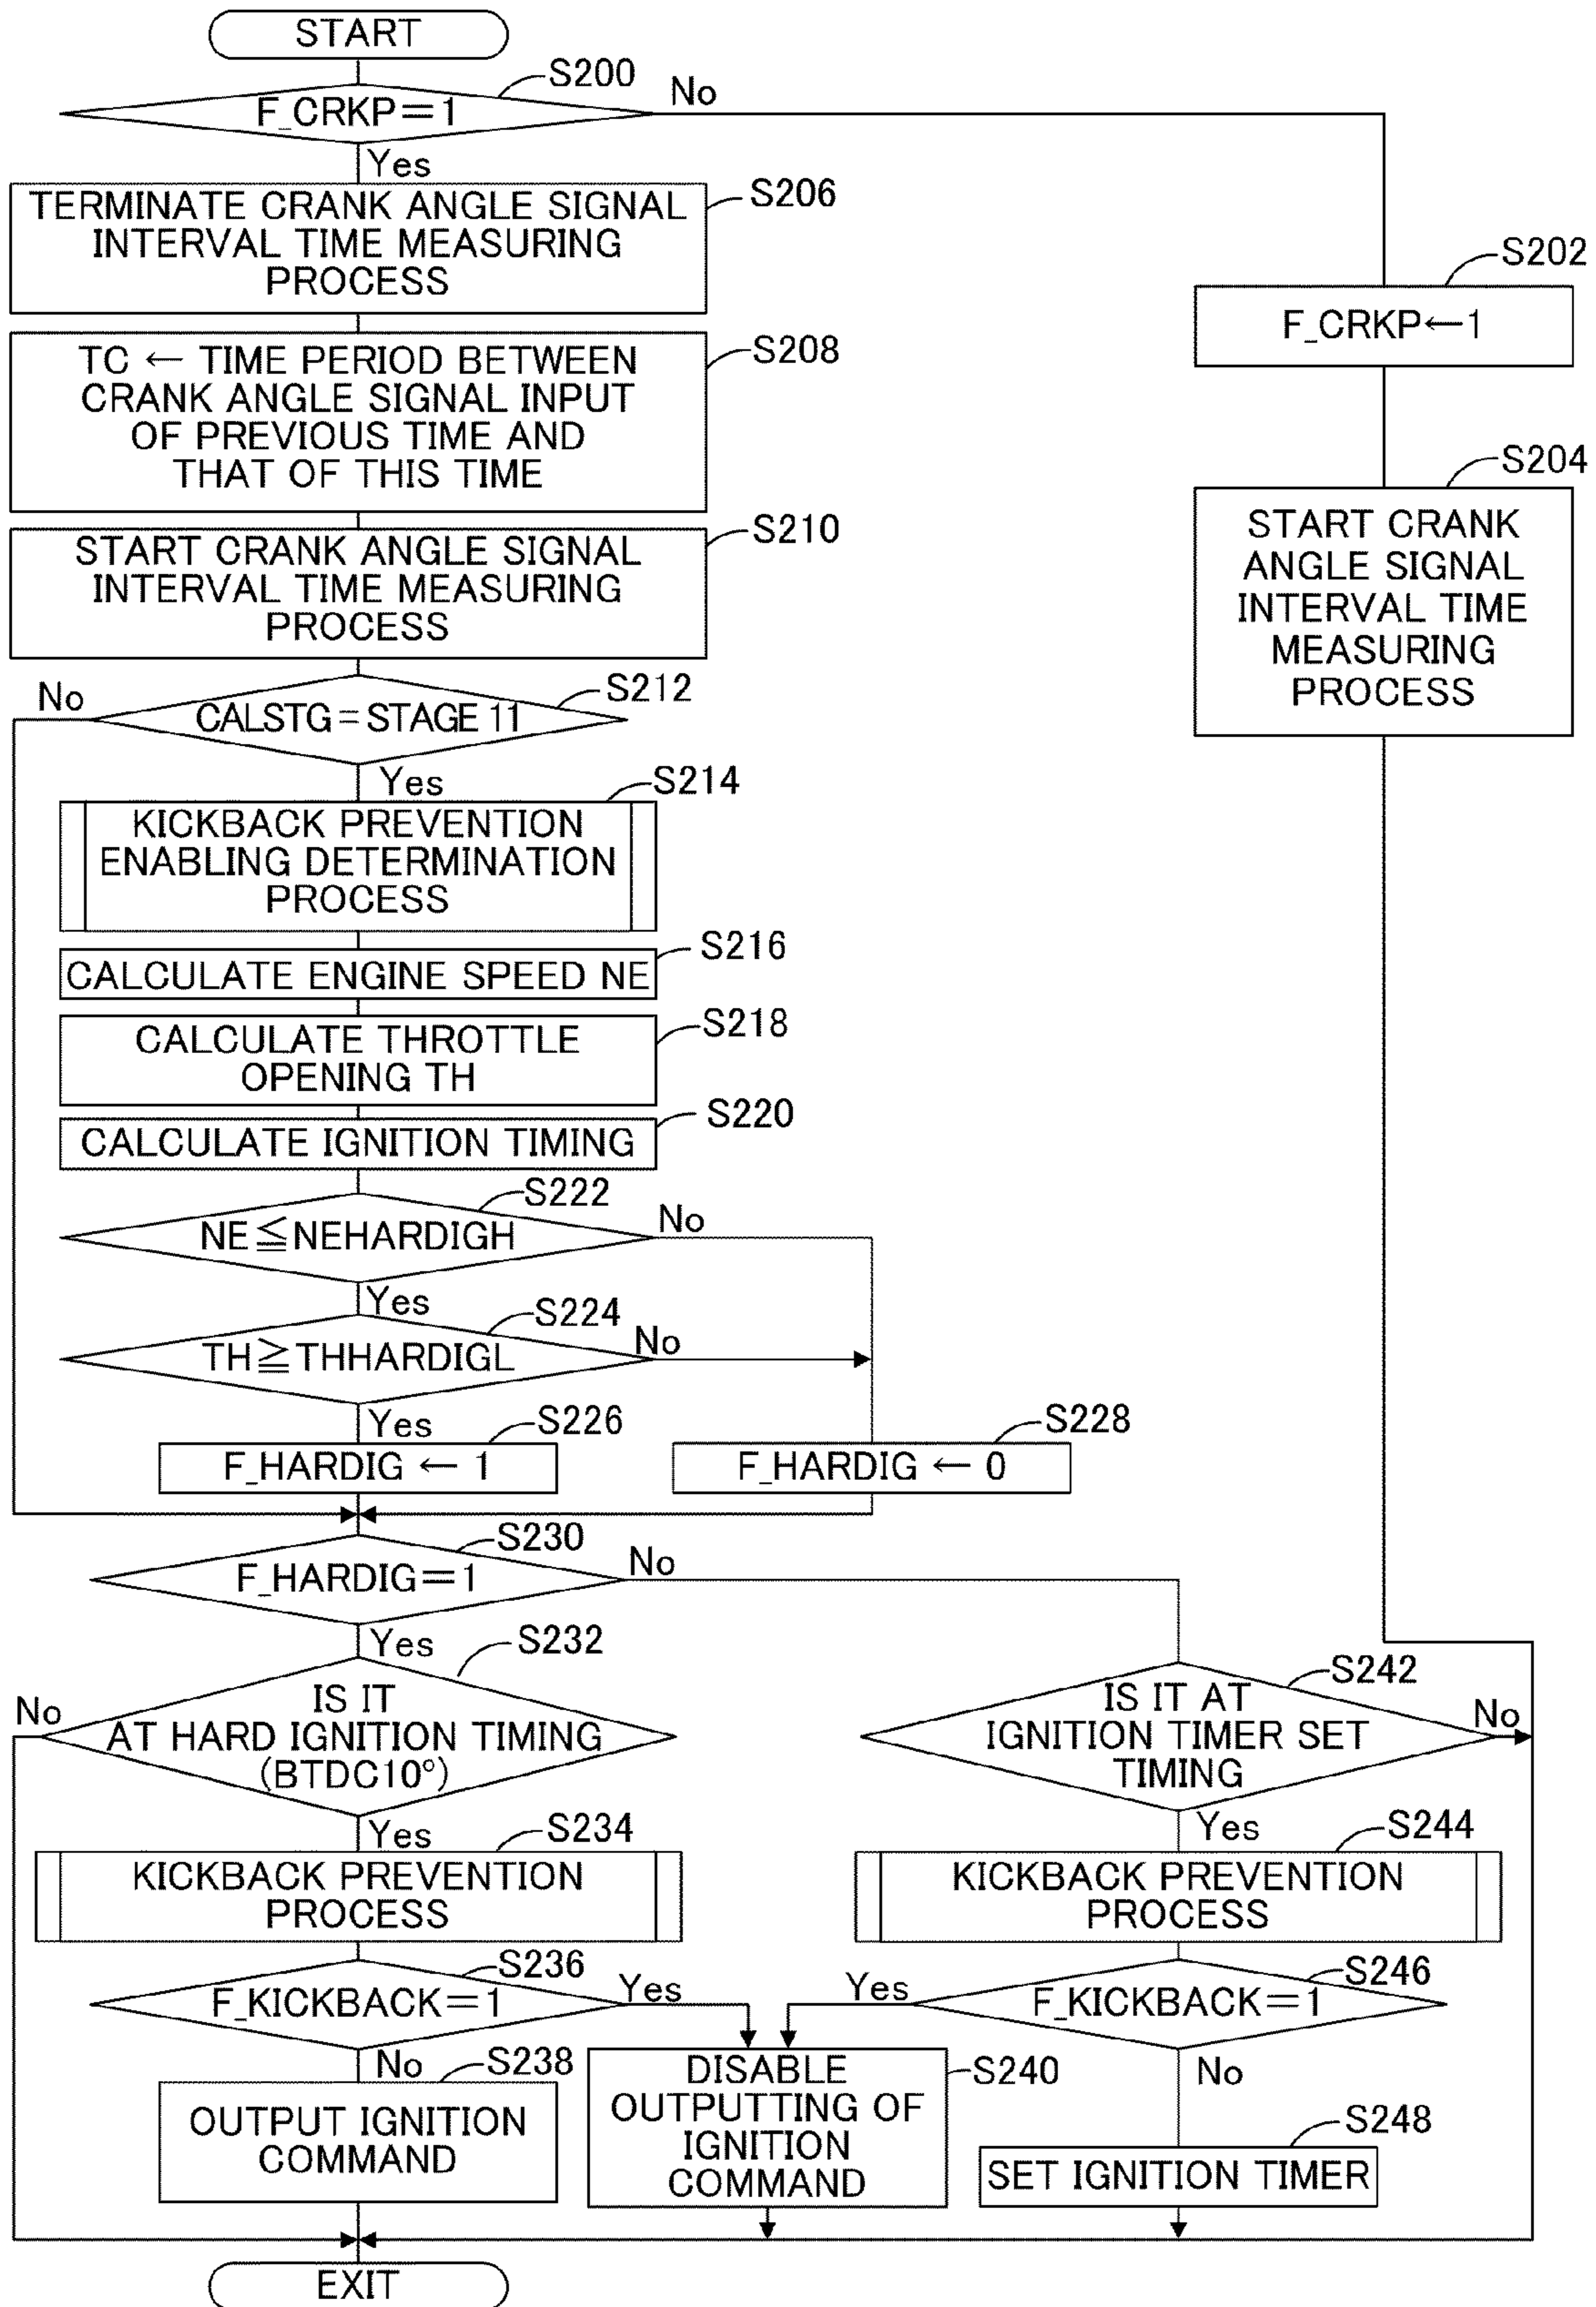 START
S200
F_CRKP=1
No
Yes
TERMINATE CRANK ANGLE SIGNAL
INTERVAL TIME MEASURING
PROCESS
S206
S202
F_CRKP←1
TC ← TIME PERIOD BETWEEN
CRANK ANGLE SIGNAL INPUT
OF PREVIOUS TIME AND
THAT OF THIS TIME
S208
S204
START CRANK
ANGLE SIGNAL
INTERVAL TIME
MEASURING
PROCESS
START CRANK ANGLE SIGNAL
INTERVAL TIME MEASURING
PROCESS
S210
No
S212
CALSTG=STAGE 11
Yes
S214
KICKBACK PREVENTION
ENABLING DETERMINATION
PROCESS
S216
CALCULATE ENGINE SPEED NE
S218
CALCULATE THROTTLE
OPENING TH
S220
CALCULATE IGNITION TIMING
S222
NE≦NEHARDIGH
No
Yes
S224
TH≧THHARDIGL
No
Yes
S226
F_HARDIG ← 1
S228
F_HARDIG ← 0
S230
F_HARDIG=1
No
Yes
S232
IS IT
AT HARD IGNITION TIMING
(BTDC10°)
No
S242
IS IT AT
IGNITION TIMER SET
TIMING
No
Yes
S234
KICKBACK PREVENTION
PROCESS
Yes
S244
KICKBACK PREVENTION
PROCESS
S236
F_KICKBACK=1
Yes
S246
F_KICKBACK=1
Yes
No
S238
OUTPUT IGNITION
COMMAND
DISABLE
OUTPUTTING OF
IGNITION
COMMAND
S240
No
S248
SET IGNITION TIMER
EXIT